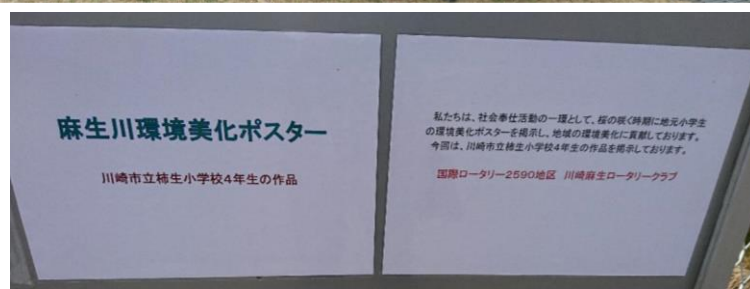 麻生川環境美化ポスター
川崎市立柿生小学校4年生の作品
私たちは、社会奉仕活動の一環として、桜の咲く時期に地元小学生
の環境美化ポスターを掲示し、地域の環境美化に貢献しております。
今回は、川崎市立柿生小学校4年生の作品を掲示しております。
国際ロータリー2590地区 川崎麻生ロータリークラブ